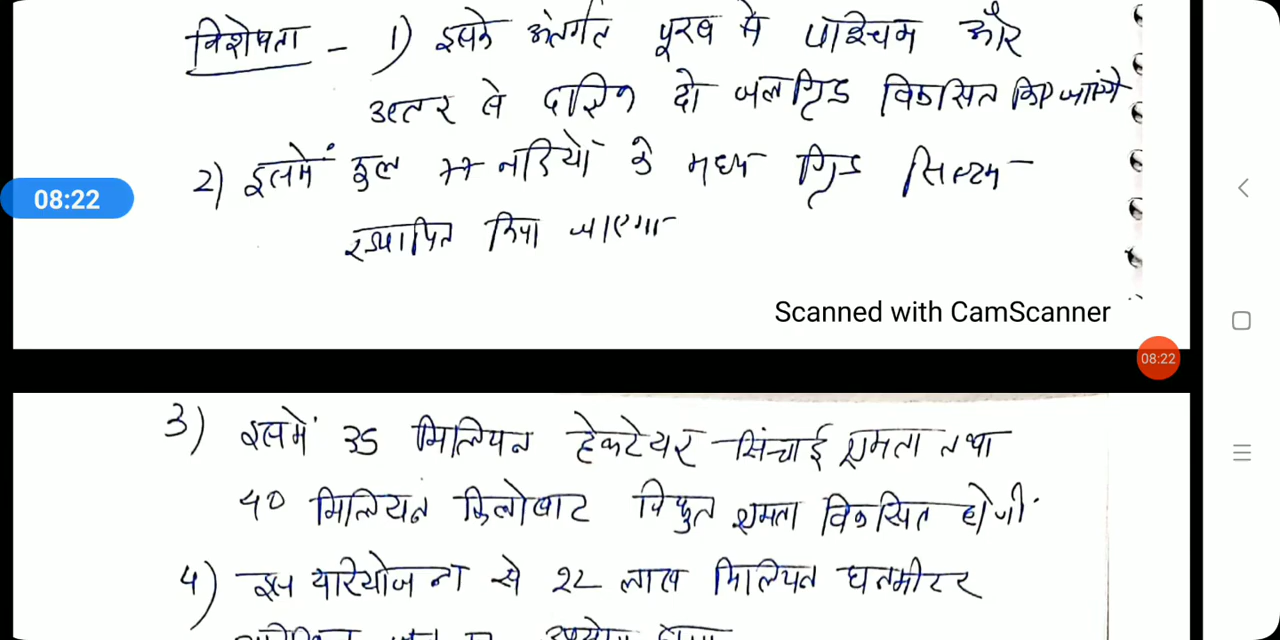 विशेषता - 1) इसके अंतर्गत पूरब से पश्चिम और
उत्तर से दक्षिण दो जलग्रिड विकसित किए जाएंगे
2) इसमें कुल 77 नदियों के मध्य ग्रिड सिस्टम
08:22
स्थापित किया जाएगा
Scanned with CamScanner
08:22
3) इसमें 35 मिलियन हेक्टेयर सिंचाई क्षमता तथा
40 मिलियन किलोवाट विद्युत क्षमता विकसित होगी.
4) इस परियोजना से 22 लाख मिलियन घनमीटर